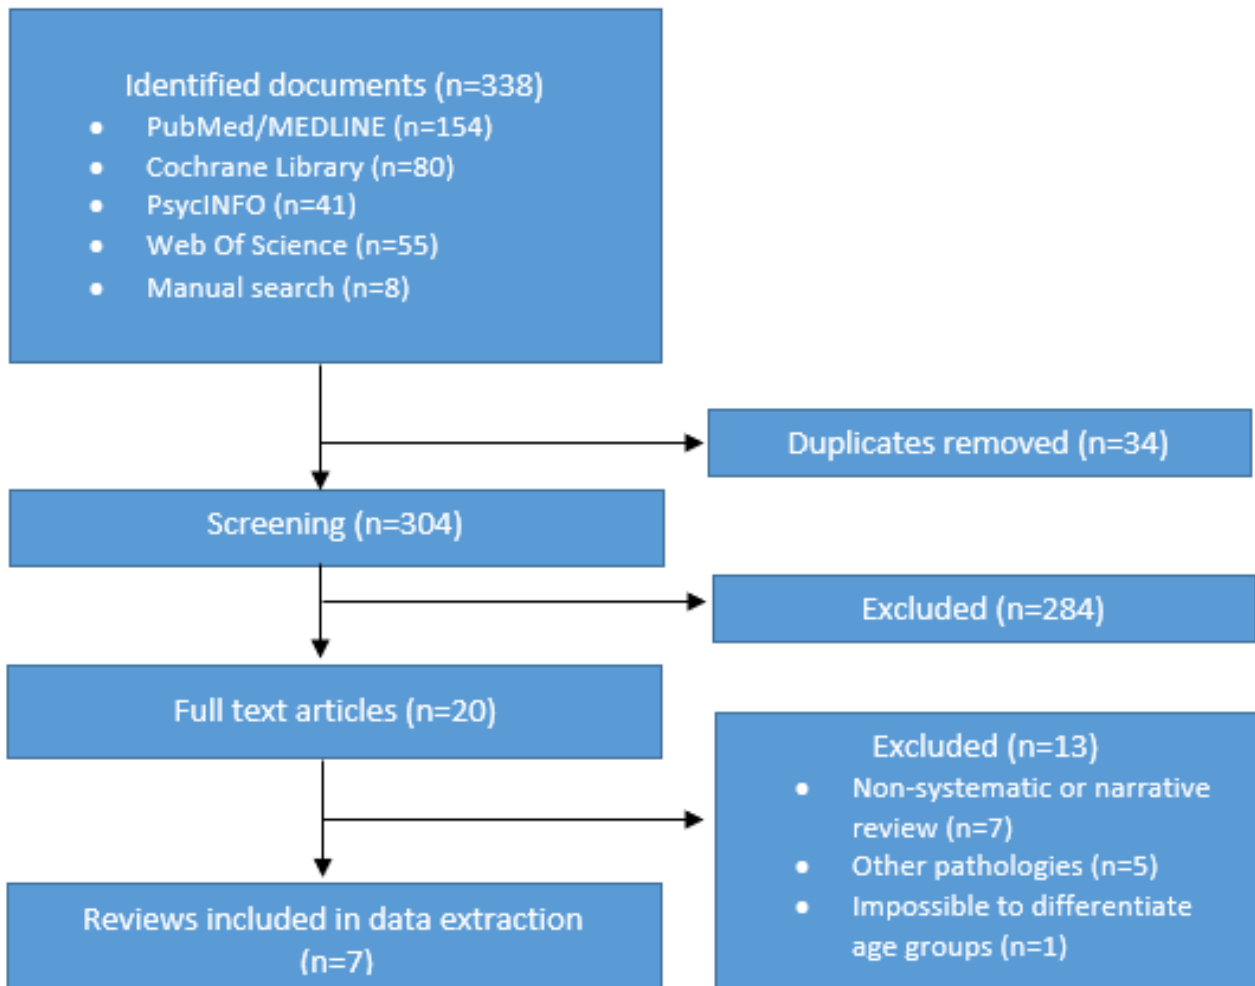 Identified documents (n=338)
• PubMed/MEDLINE (n=154)
• Cochrane Library (n=80)
• PsycINFO (n=41)
• Web Of Science (n=55)
• Manual search (n=8)
Duplicates removed (n=34)
Screening (n=304)
Excluded (n=284)
Full text articles (n=20)
Excluded (n=13)
• Non-systematic or narrative
review (n=7)
• Other pathologies (n=5)
• Impossible to differentiate
age groups (n=1)
Reviews included in data extraction
(n=7)